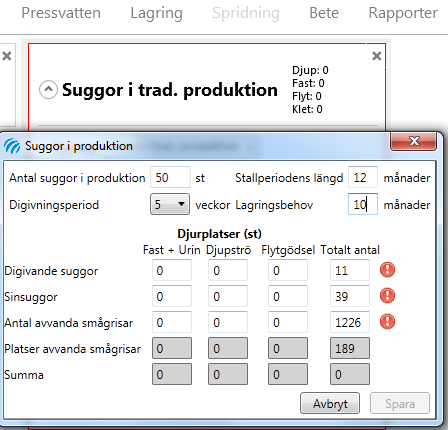 Pressvatten Lagring Spridning Bete Rapporter
Suggor i trad. produktion
Djup: 0
Fast: 0
Flyt: 0
Klet: 0
Suggor i produktion
Antal suggor i produktion 50 st Stallperiodens längd 12 månader
Digivningsperiod 5 veckor Lagringsbehov 10 månader
Djurplatser (st)
Fast + Urin Djupströ Flytgödsel Totalt antal
Digivande suggor 0 0 0 11
Sinsuggor 0 0 0 39
Antal avvanda smågrisar 0 0 0 1226
Platser avvanda smågrisar 0 0 0 189
Summa 0 0 0 0
Avbryt Spara